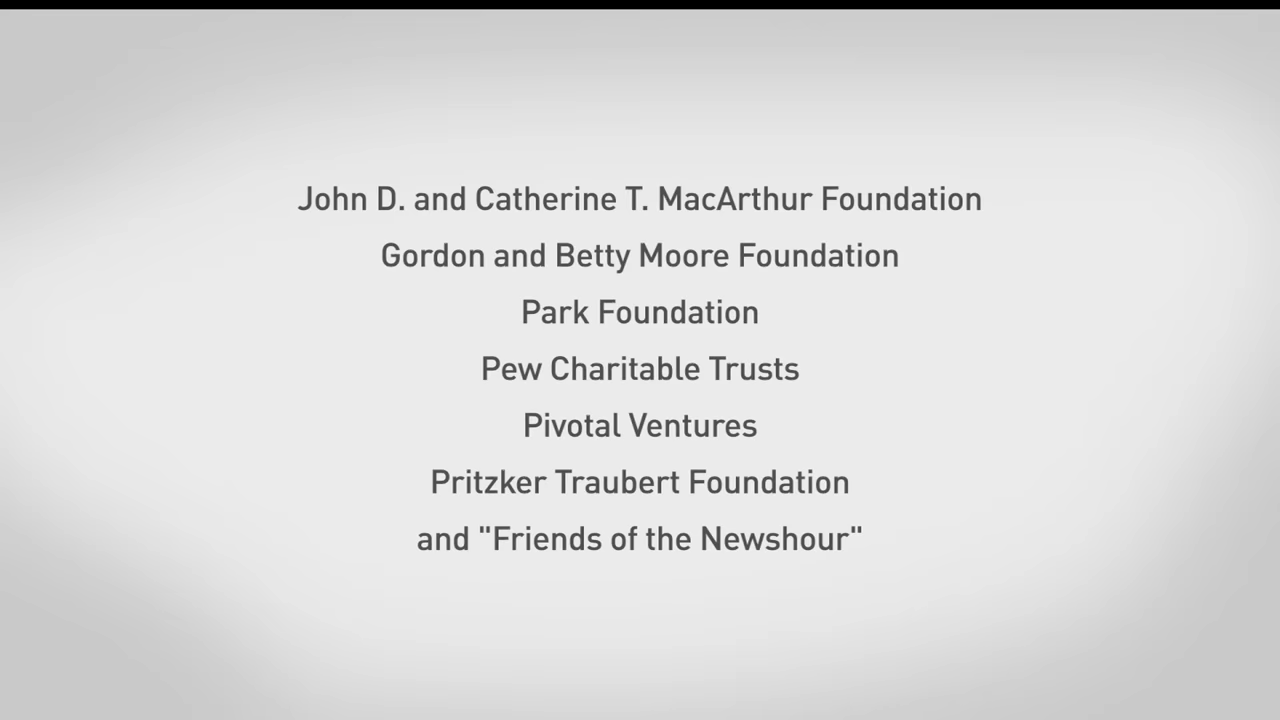 John D. and Catherine T. MacArthur Foundation
Gordon and Betty Moore Foundation
Park Foundation
Pew Charitable Trusts
Pivotal Ventures
Pritzker Traubert Foundation
and "Friends of the Newshour"